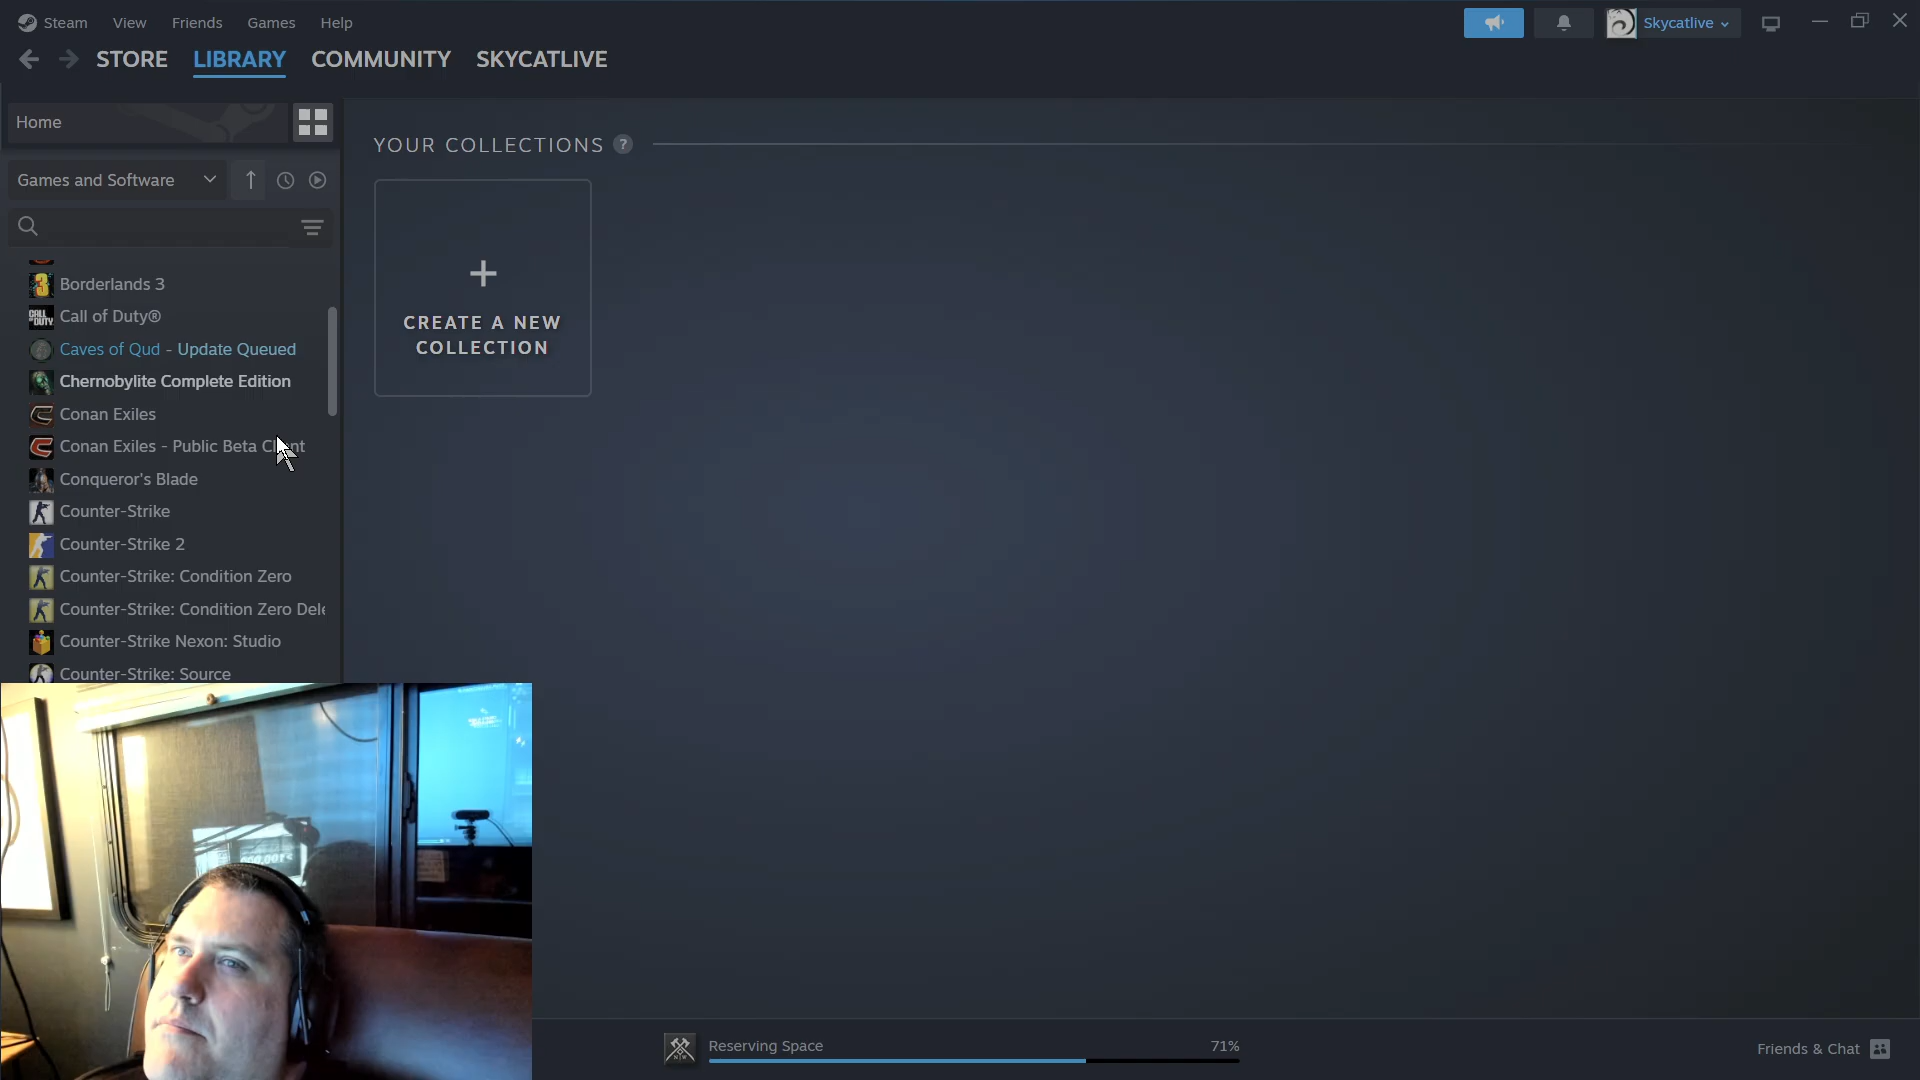 Steam View Friends Games Help
Skycatlive
STORE LIBRARY COMMUNITY SKYCATLIVE
Home
YOUR COLLECTIONS ?
Games and Software
CREATE A NEW
COLLECTION
Borderlands 3
Call of Duty®
Caves of Qud - Update Queued
Chernobylite Complete Edition
Conan Exiles
Conan Exiles - Public Beta Cl nt
Conqueror's Blade
Counter-Strike
Counter-Strike 2
Counter-Strike: Condition Zero
Counter-Strike: Condition Zero Dele
Counter-Strike Nexon: Studio
Counter-Strike: Source
Reserving Space 71%
Friends & Chat